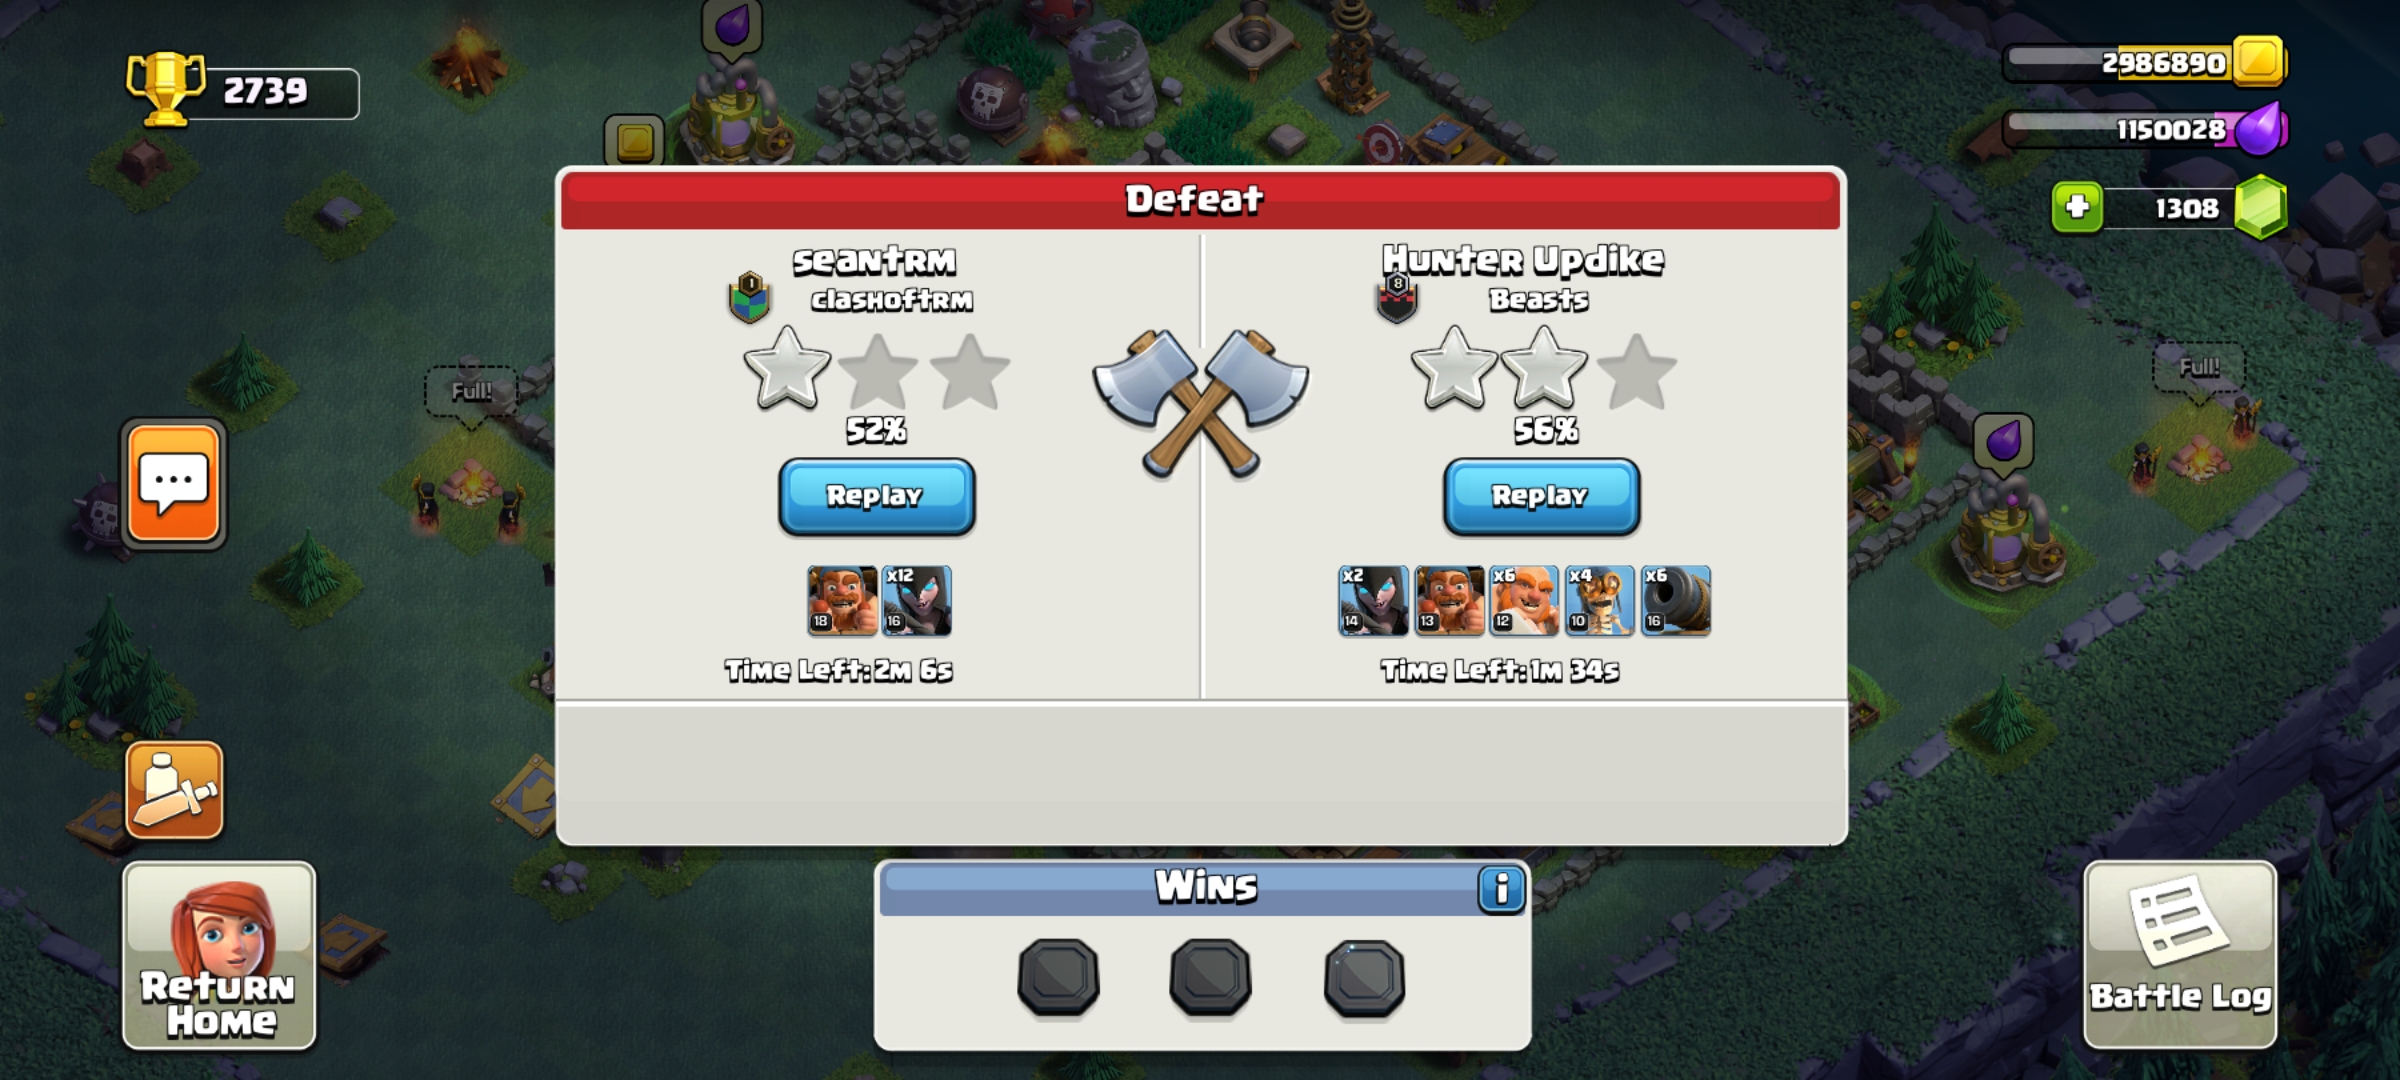 2739
2986890
1150028
1308
Defeat
seantrm
1
clashoftrm
52%
Replay
18
x12
16
Time Left:2m 6s
Hunter Updike
8
Beasts
56%
Replay
x2
14
13
x6
12
x4
10
x6
16
Time Left:1m 34s
Full!
Full!
Wins
i
Return
Home
Battle Log